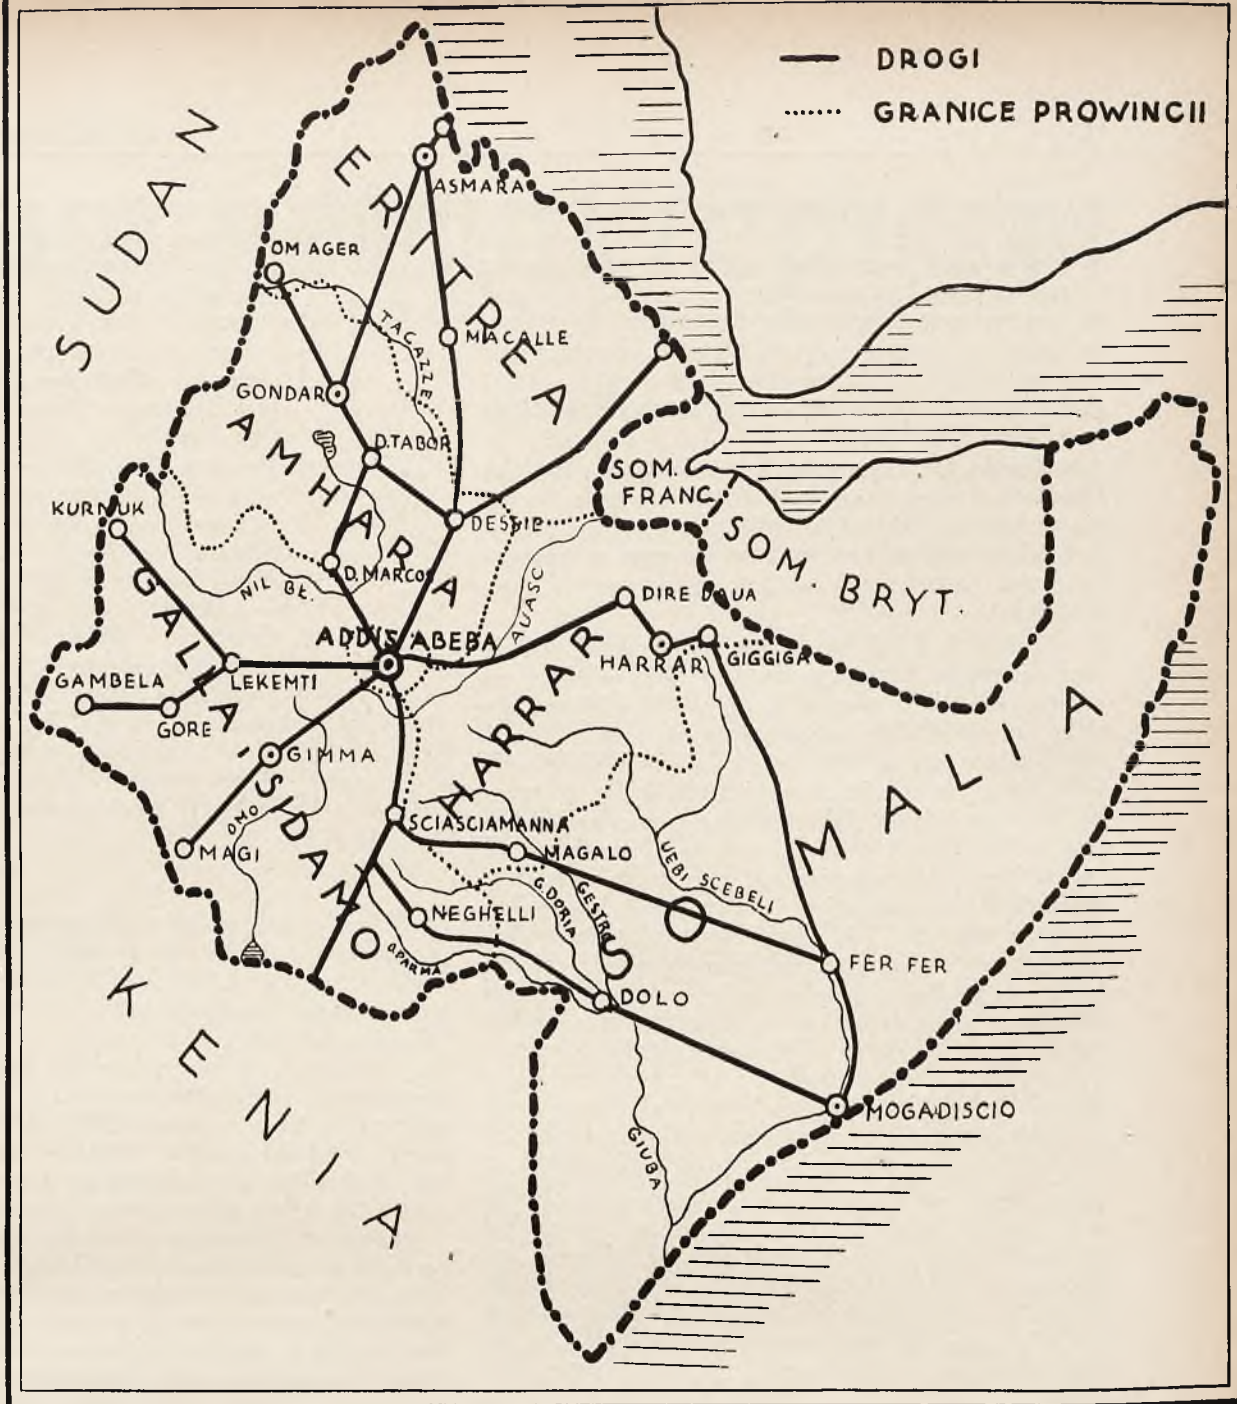 DROGI
GRANICE PROWINCII
SUDAN
ERITREA
ASMARA
OM AGER
TACAZZE
MACALLE
GONDAR
AMHARA
D.TABOR
SOM.
FRANC.
KURMUK
DESSIE
SOM. BRYT.
D.MARCOS
NIL BŁ.
AUASC
GALLA I SIDAMO
DIRE DAUA
ADDIS ABEBA
HARRAR
GIGGIGA
LEKEMTI
GAMBELA
GORE
HARRAR
GIMMA
SOMALIA
OMO
SCIASCIAMANNA
MAGI
MAGALO
UEBI SCEBELI
G.DORIA
GESTRO
NEGHELLI
D.PARMA
FER FER
DOLO
KENIA
MOGADISCIO
GIUBA